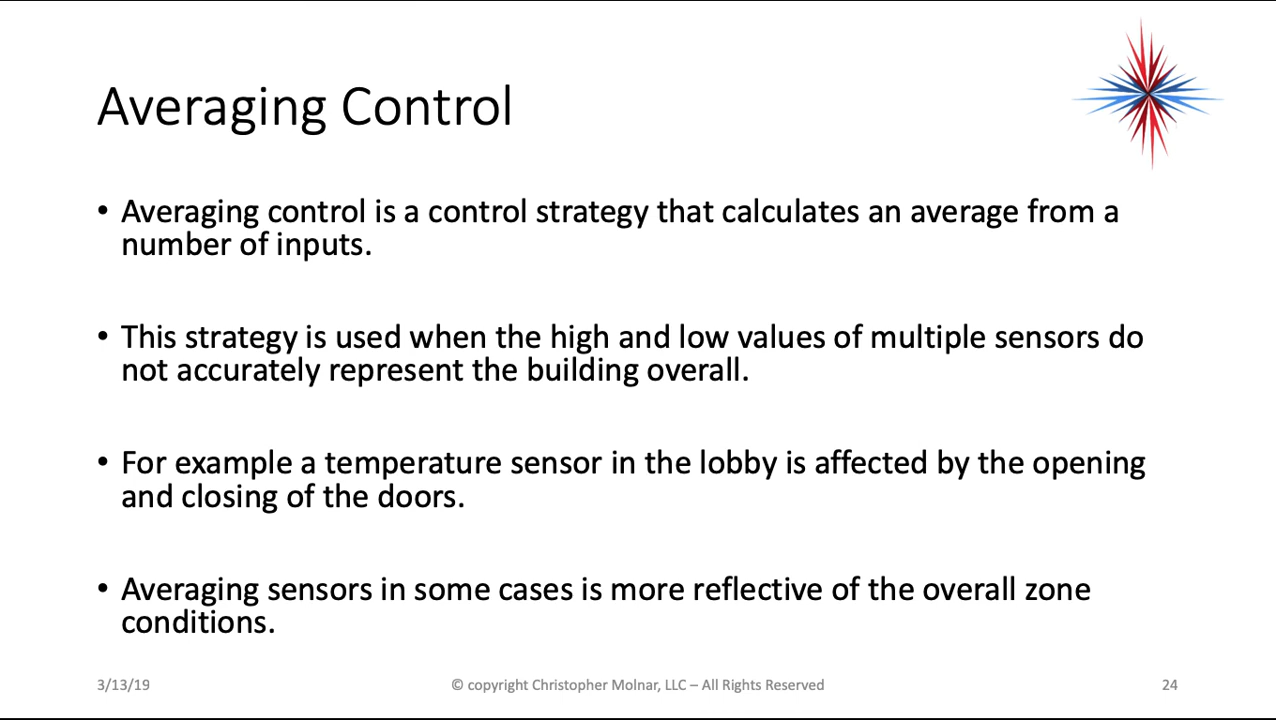 Averaging Control
• Averaging control is a control strategy that calculates an average from a
number of inputs.
• This strategy is used when the high and low values of multiple sensors do
not accurately represent the building overall.
• For example a temperature sensor in the lobby is affected by the opening
and closing of the doors.
• Averaging sensors in some cases is more reflective of the overall zone
conditions.
3/13/19
© copyright Christopher Molnar, LLC – All Rights Reserved
24